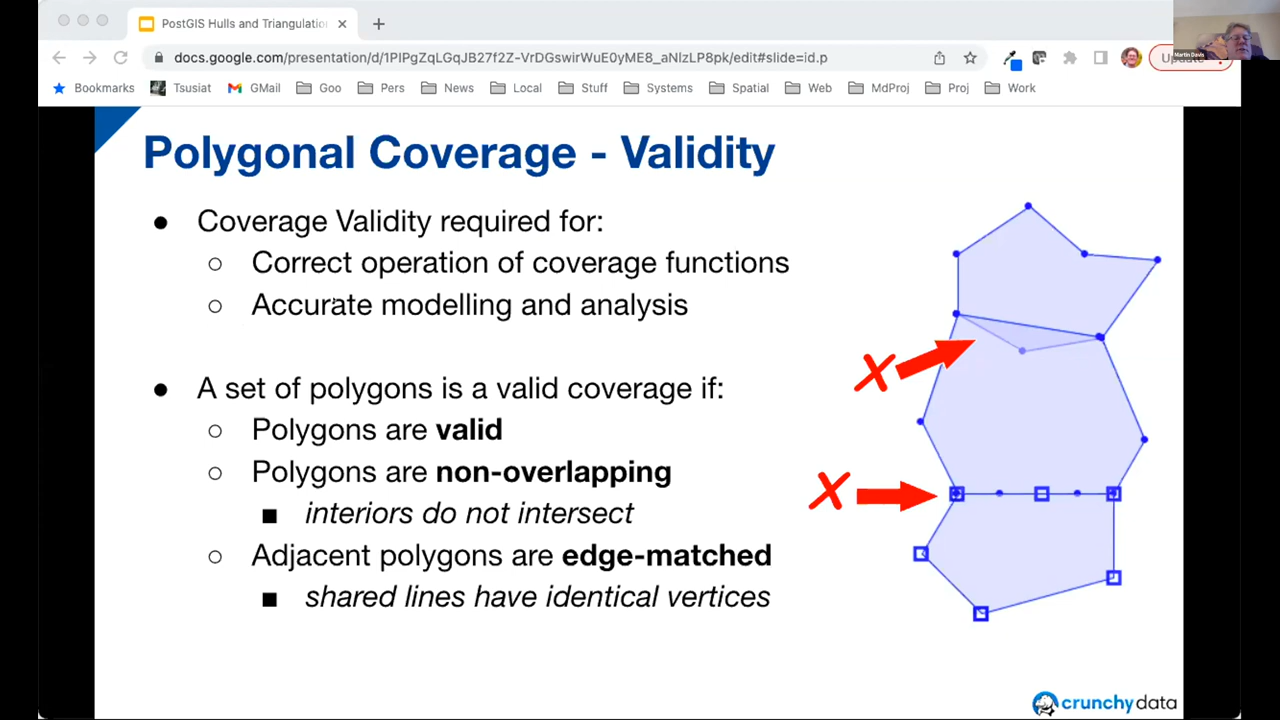 PostGIS Hulls and Triangulatio
docs.google.com/presentation/d/1PIPgZqLGqJB27f2Z-VrDGswirWuE0yME8_aNlzLP8pk/edit#slide=id.p
Update
Martin Davis
Bookmarks Tsusiat GMail Goo Pers News Local Stuff Systems Spatial Web MdProj Proj Work
Polygonal Coverage - Validity
● Coverage Validity required for:
○ Correct operation of coverage functions
○ Accurate modelling and analysis
● A set of polygons is a valid coverage if:
○ Polygons are valid
○ Polygons are non-overlapping
■ interiors do not intersect
○ Adjacent polygons are edge-matched
■ shared lines have identical vertices
X
X
crunchydata